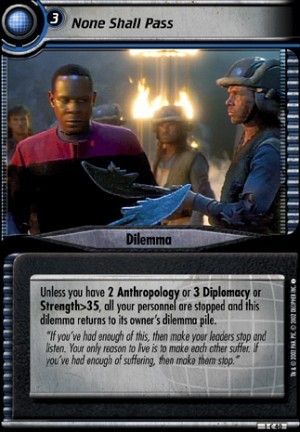 3 None Shall Pass
Dilemma
Unless you have 2 Anthropology or 3 Diplomacy or
Strength>35, all your personnel are stopped and this
dilemma returns to its owner's dilemma pile.
"If you've had enough of this, then make your leaders stop and
listen. Your only reason to live is to make each other suffer. if
you've had enough of suffering, then make them stop."
1 C 40